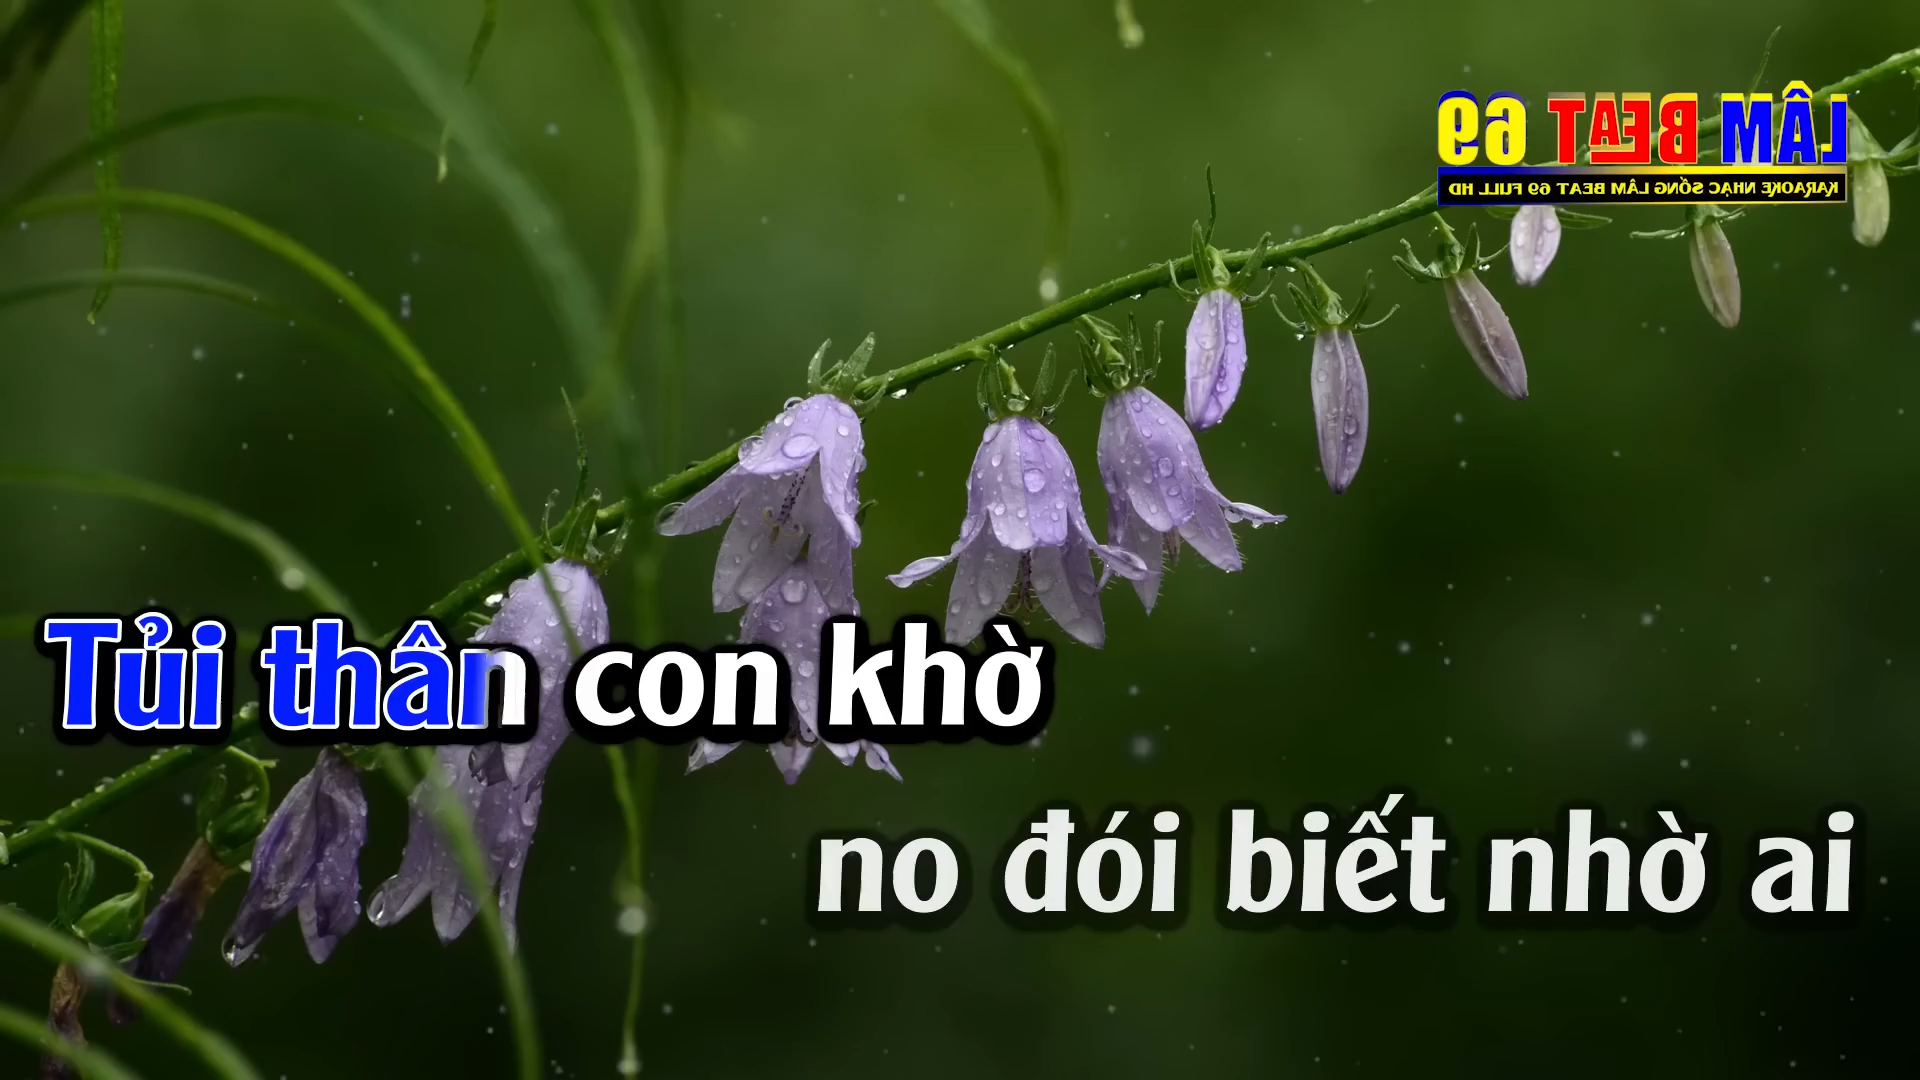 LÂM BEAT 69
KARAOKE NHẠC SỐNG LÂM BEAT 69 FULL HD
Tủi thân con khờ
no đói biết nhờ ai